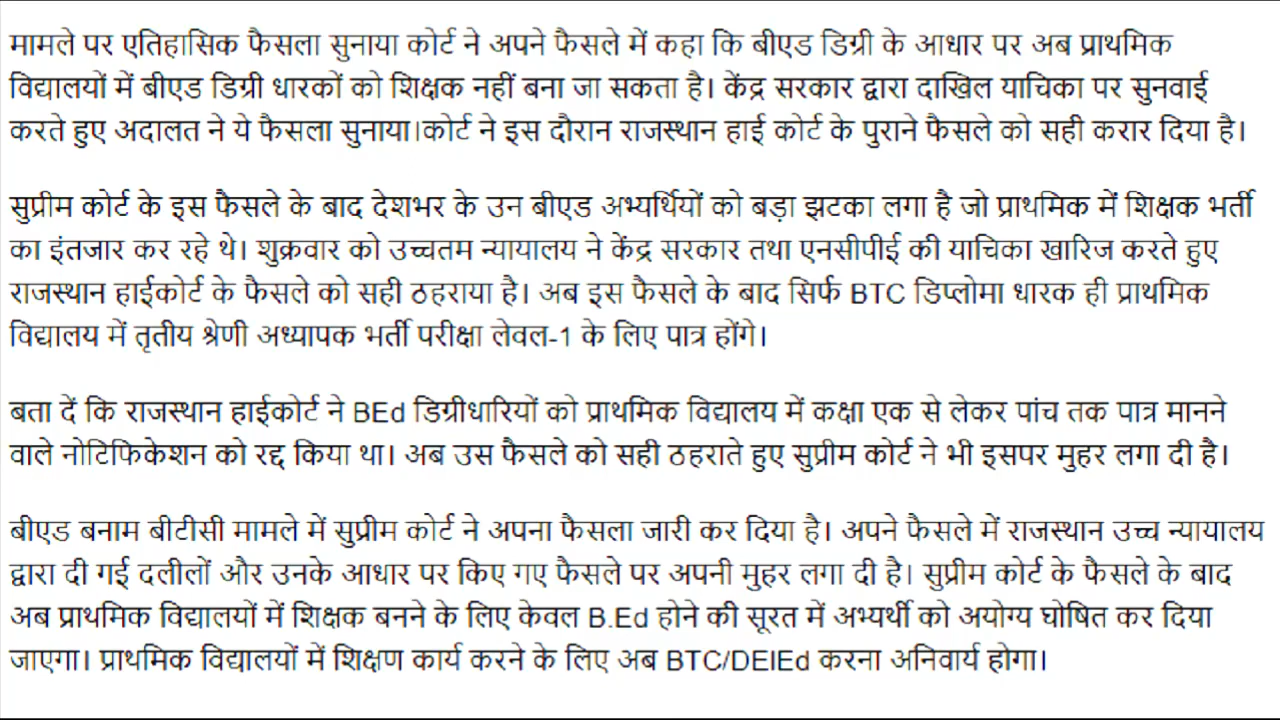 मामले पर एतिहासिक फैसला सुनाया कोर्ट ने अपने फैसले में कहा कि बीएड डिग्री के आधार पर अब प्राथमिक
विद्यालयों में बीएड डिग्री धारकों को शिक्षक नहीं बना जा सकता है। केंद्र सरकार द्वारा दाखिल याचिका पर सुनवाई
करते हुए अदालत ने ये फैसला सुनाया।कोर्ट ने इस दौरान राजस्थान हाई कोर्ट के पुराने फैसले को सही करार दिया है।
सुप्रीम कोर्ट के इस फैसले के बाद देशभर के उन बीएड अभ्यर्थियों को बड़ा झटका लगा है जो प्राथमिक में शिक्षक भर्ती
का इंतजार कर रहे थे। शुक्रवार को उच्चतम न्यायालय ने केंद्र सरकार तथा एनसीपीई की याचिका खारिज करते हुए
राजस्थान हाईकोर्ट के फैसले को सही ठहराया है। अब इस फैसले के बाद सिर्फ BTC डिप्लोमा धारक ही प्राथमिक
विद्यालय में तृतीय श्रेणी अध्यापक भर्ती परीक्षा लेवल-1 के लिए पात्र होंगे।
बता दें कि राजस्थान हाईकोर्ट ने BEd डिग्रीधारियों को प्राथमिक विद्यालय में कक्षा एक से लेकर पांच तक पात्र मानने
वाले नोटिफिकेशन को रद्द किया था। अब उस फैसले को सही ठहराते हुए सुप्रीम कोर्ट ने भी इसपर मुहर लगा दी है।
बीएड बनाम बीटीसी मामले में सुप्रीम कोर्ट ने अपना फैसला जारी कर दिया है। अपने फैसले में राजस्थान उच्च न्यायालय
द्वारा दी गई दलीलों और उनके आधार पर किए गए फैसले पर अपनी मुहर लगा दी है। सुप्रीम कोर्ट के फैसले के बाद
अब प्राथमिक विद्यालयों में शिक्षक बनने के लिए केवल B.Ed होने की सूरत में अभ्यर्थी को अयोग्य घोषित कर दिया
जाएगा। प्राथमिक विद्यालयों में शिक्षण कार्य करने के लिए अब BTC/DElEd करना अनिवार्य होगा।